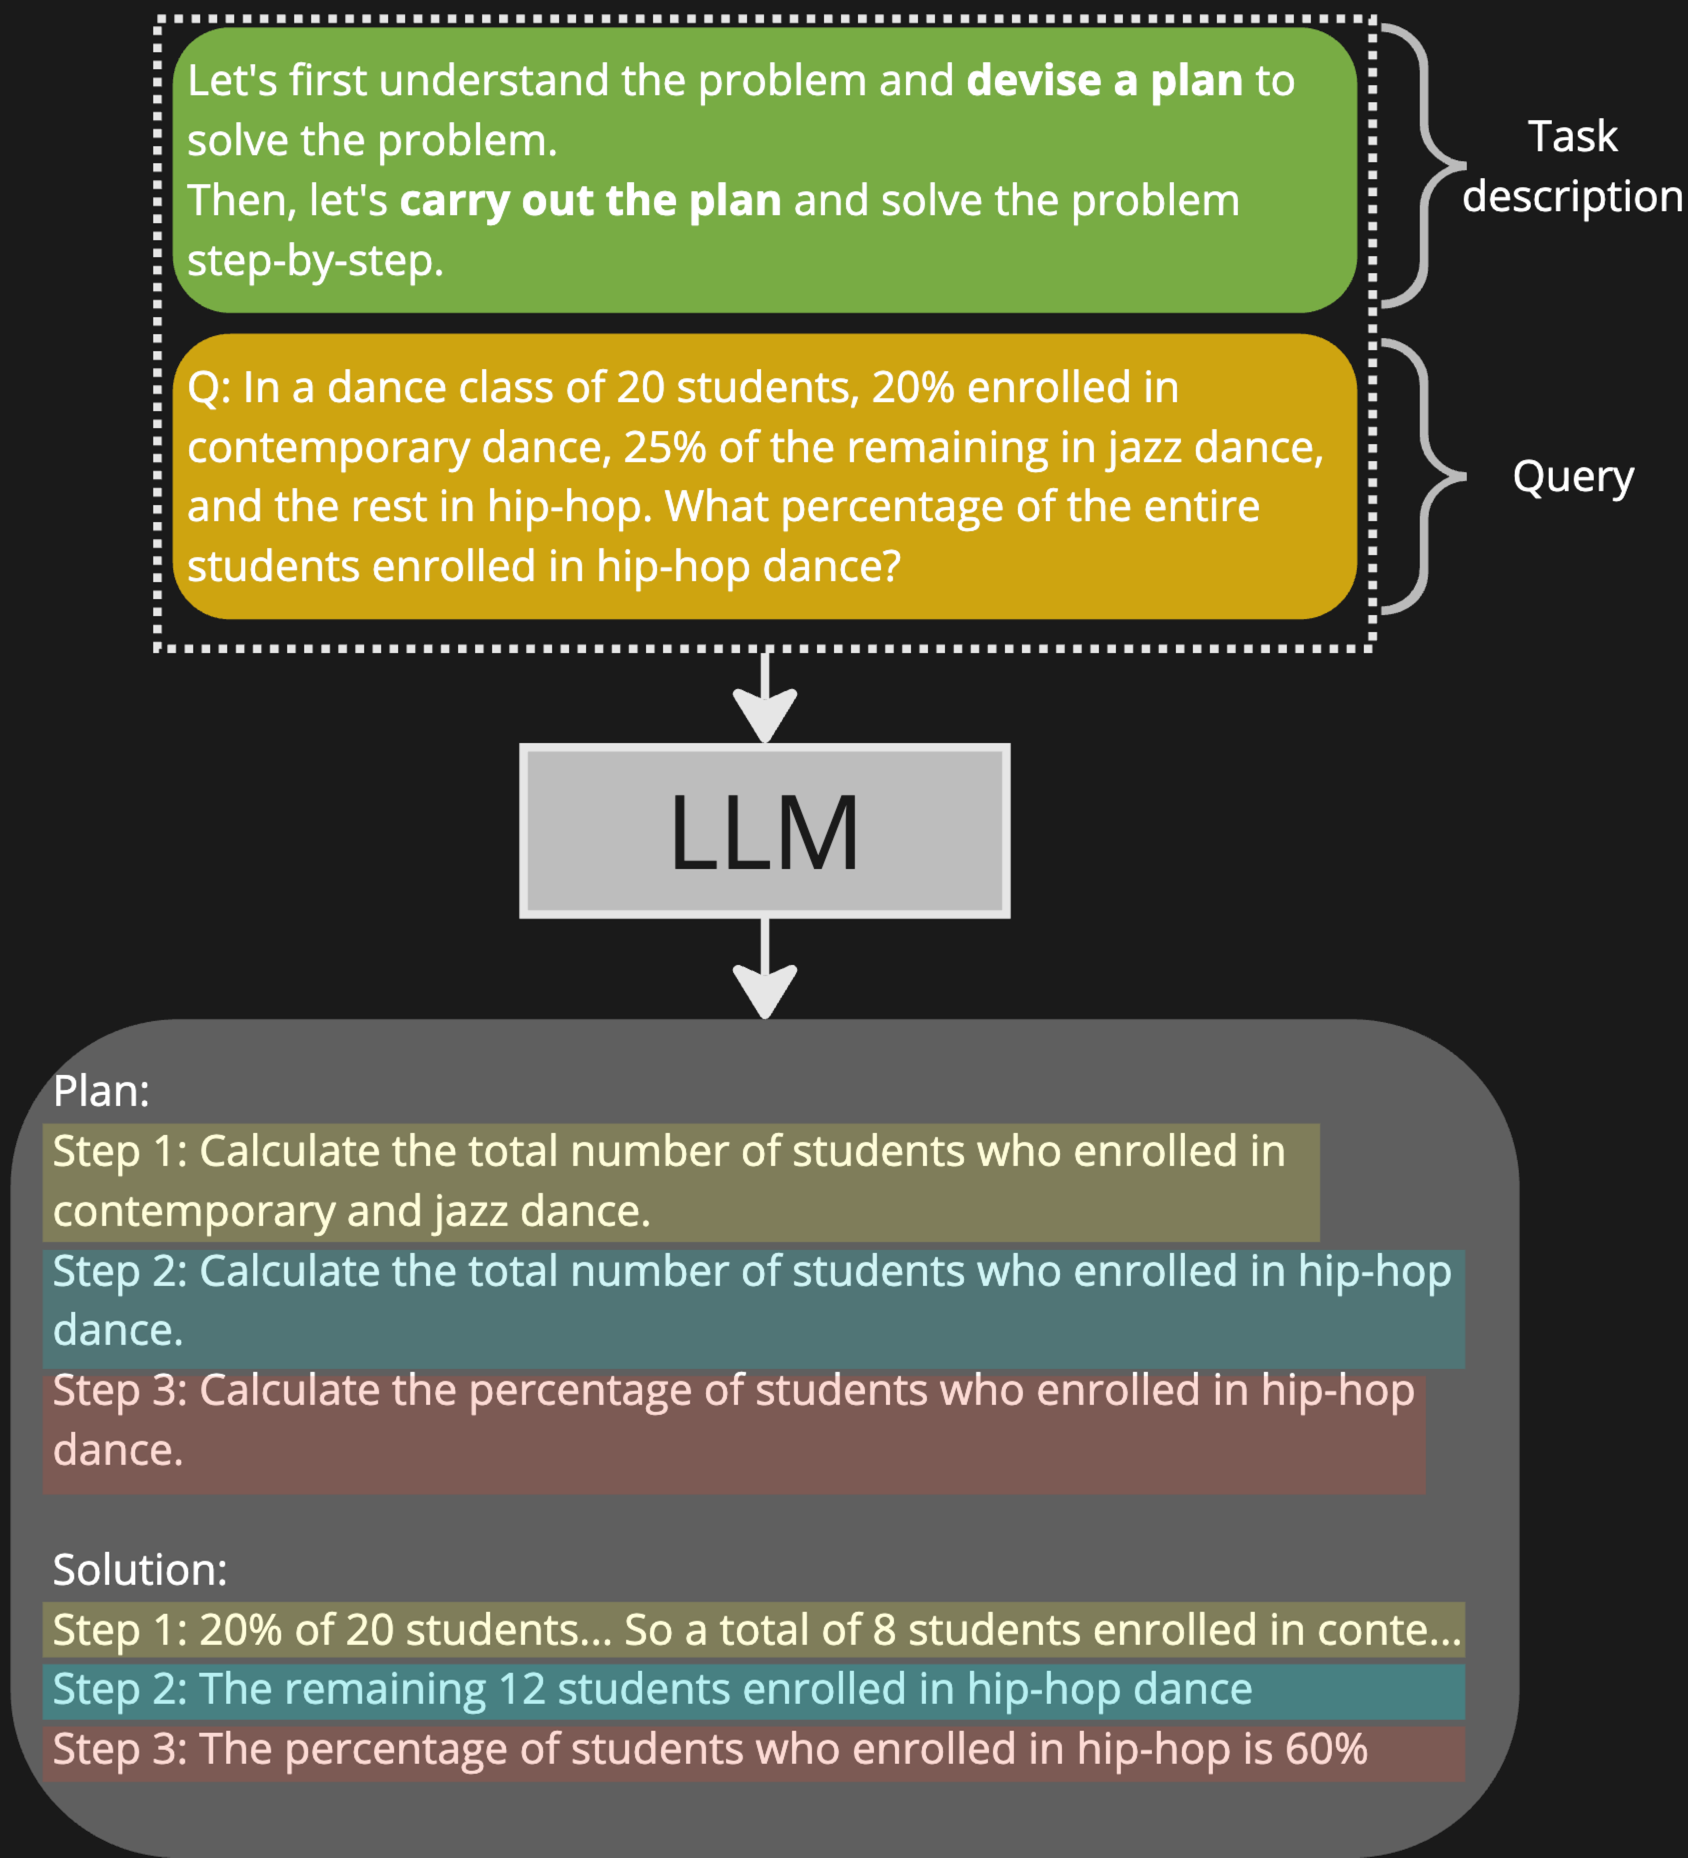 Let's first understand the problem and devise a plan to
solve the problem.
Then, let's carry out the plan and solve the problem
step-by-step.
Task
description
Q: In a dance class of 20 students, 20% enrolled in
contemporary dance, 25% of the remaining in jazz dance,
and the rest in hip-hop. What percentage of the entire
students enrolled in hip-hop dance?
Query
LLM
Plan:
Step 1: Calculate the total number of students who enrolled in
contemporary and jazz dance.
Step 2: Calculate the total number of students who enrolled in hip-hop
dance.
Step 3: Calculate the percentage of students who enrolled in hip-hop
dance.
Solution:
Step 1: 20% of 20 students... So a total of 8 students enrolled in conte...
Step 2: The remaining 12 students enrolled in hip-hop dance
Step 3: The percentage of students who enrolled in hip-hop is 60%